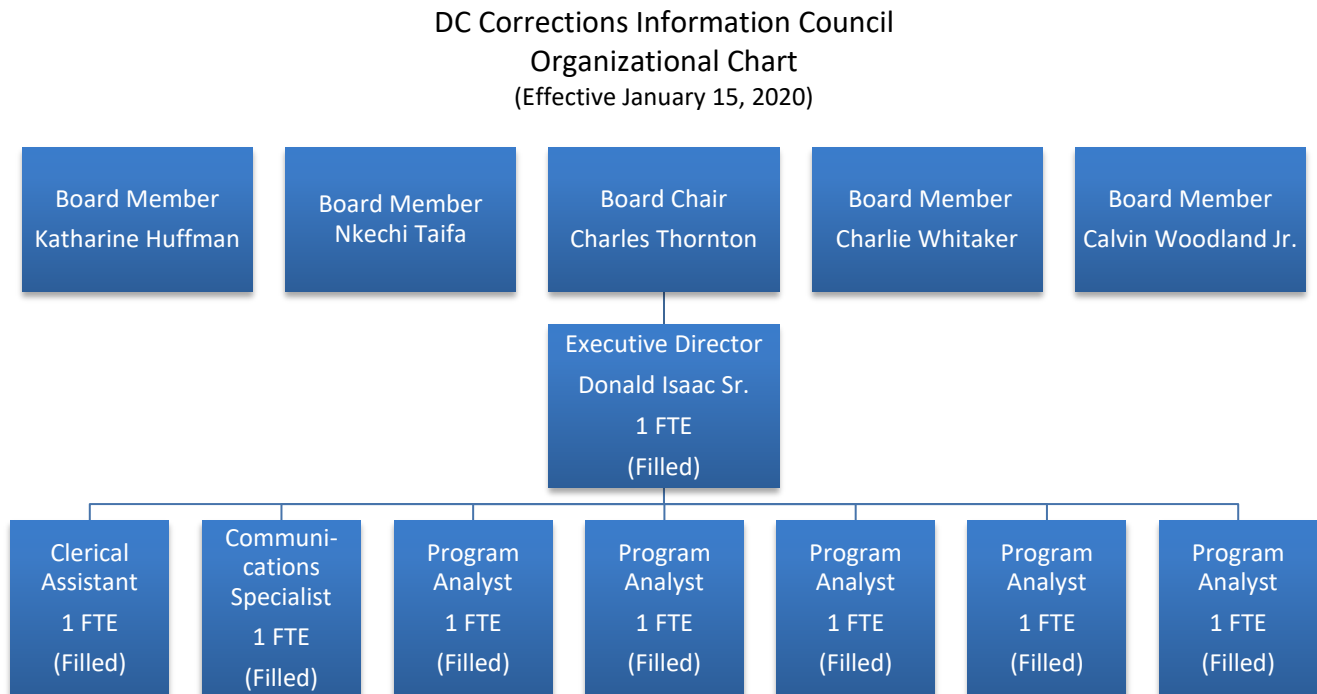 DC Corrections Information Council
Organizational Chart
(Effective January 15, 2020)
Board Member
Katharine Huffman
Board Member
Nkechi Taifa
Board Chair
Charles Thornton
Board Member
Charlie Whitaker
Board Member
Calvin Woodland Jr.
Executive Director
Donald Isaac Sr.
1 FTE
(Filled)
Clerical
Assistant
1 FTE
(Filled)
Communi-
cations
Specialist
1 FTE
(Filled)
Program
Analyst
1 FTE
(Filled)
Program
Analyst
1 FTE
(Filled)
Program
Analyst
1 FTE
(Filled)
Program
Analyst
1 FTE
(Filled)
Program
Analyst
1 FTE
(Filled)